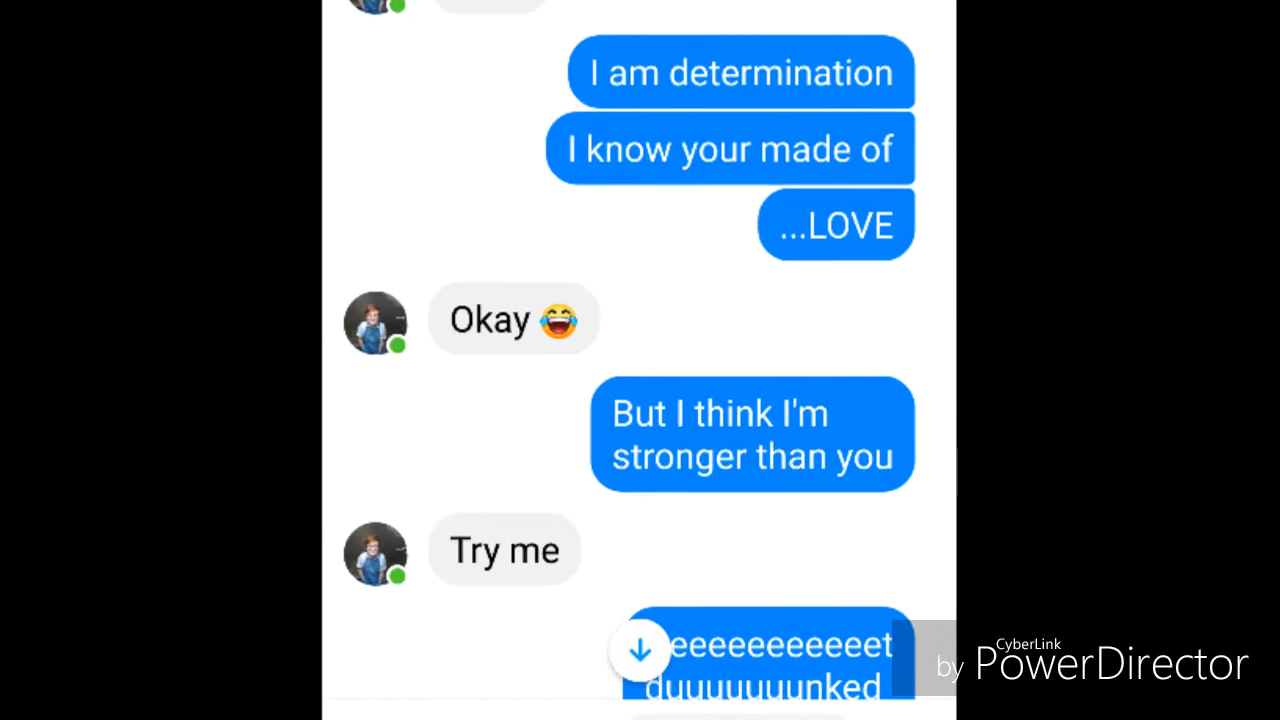 I am determination
I know your made of
...LOVE
Okay 😂
But I think I'm
stronger than you
Try me
duuuuuuunked
CyberLink
by PowerDirector